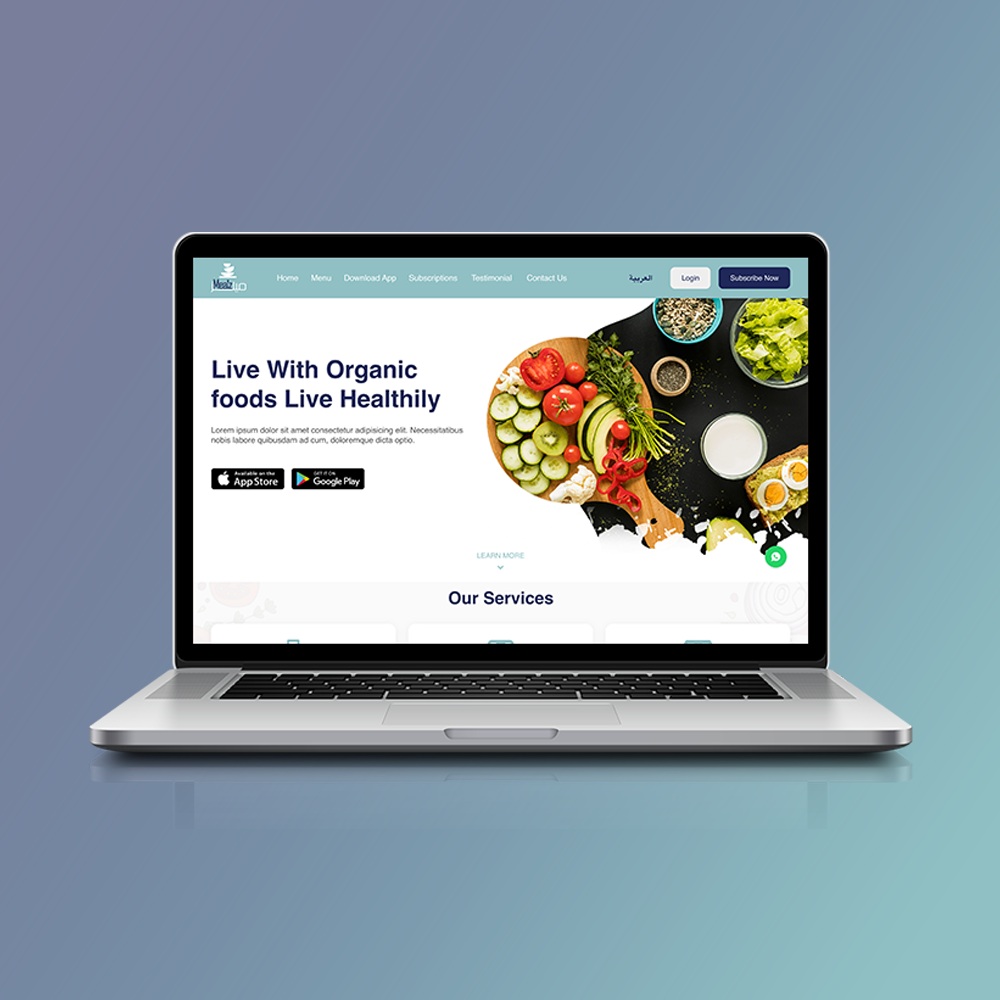 Mealz
Home Menu Download App Subscriptions Testimonial Contact Us العربية Login Subscribe Now
Live With Organic
foods Live Healthily
Lorem ipsum dolor sit amet consectetur adipisicing elit. Necessitatibus
nobis labore quibusdam ad cum, doloremque dicta optio.
Available on the
App Store
GET IT ON
Google Play
LEARN MORE
Our Services